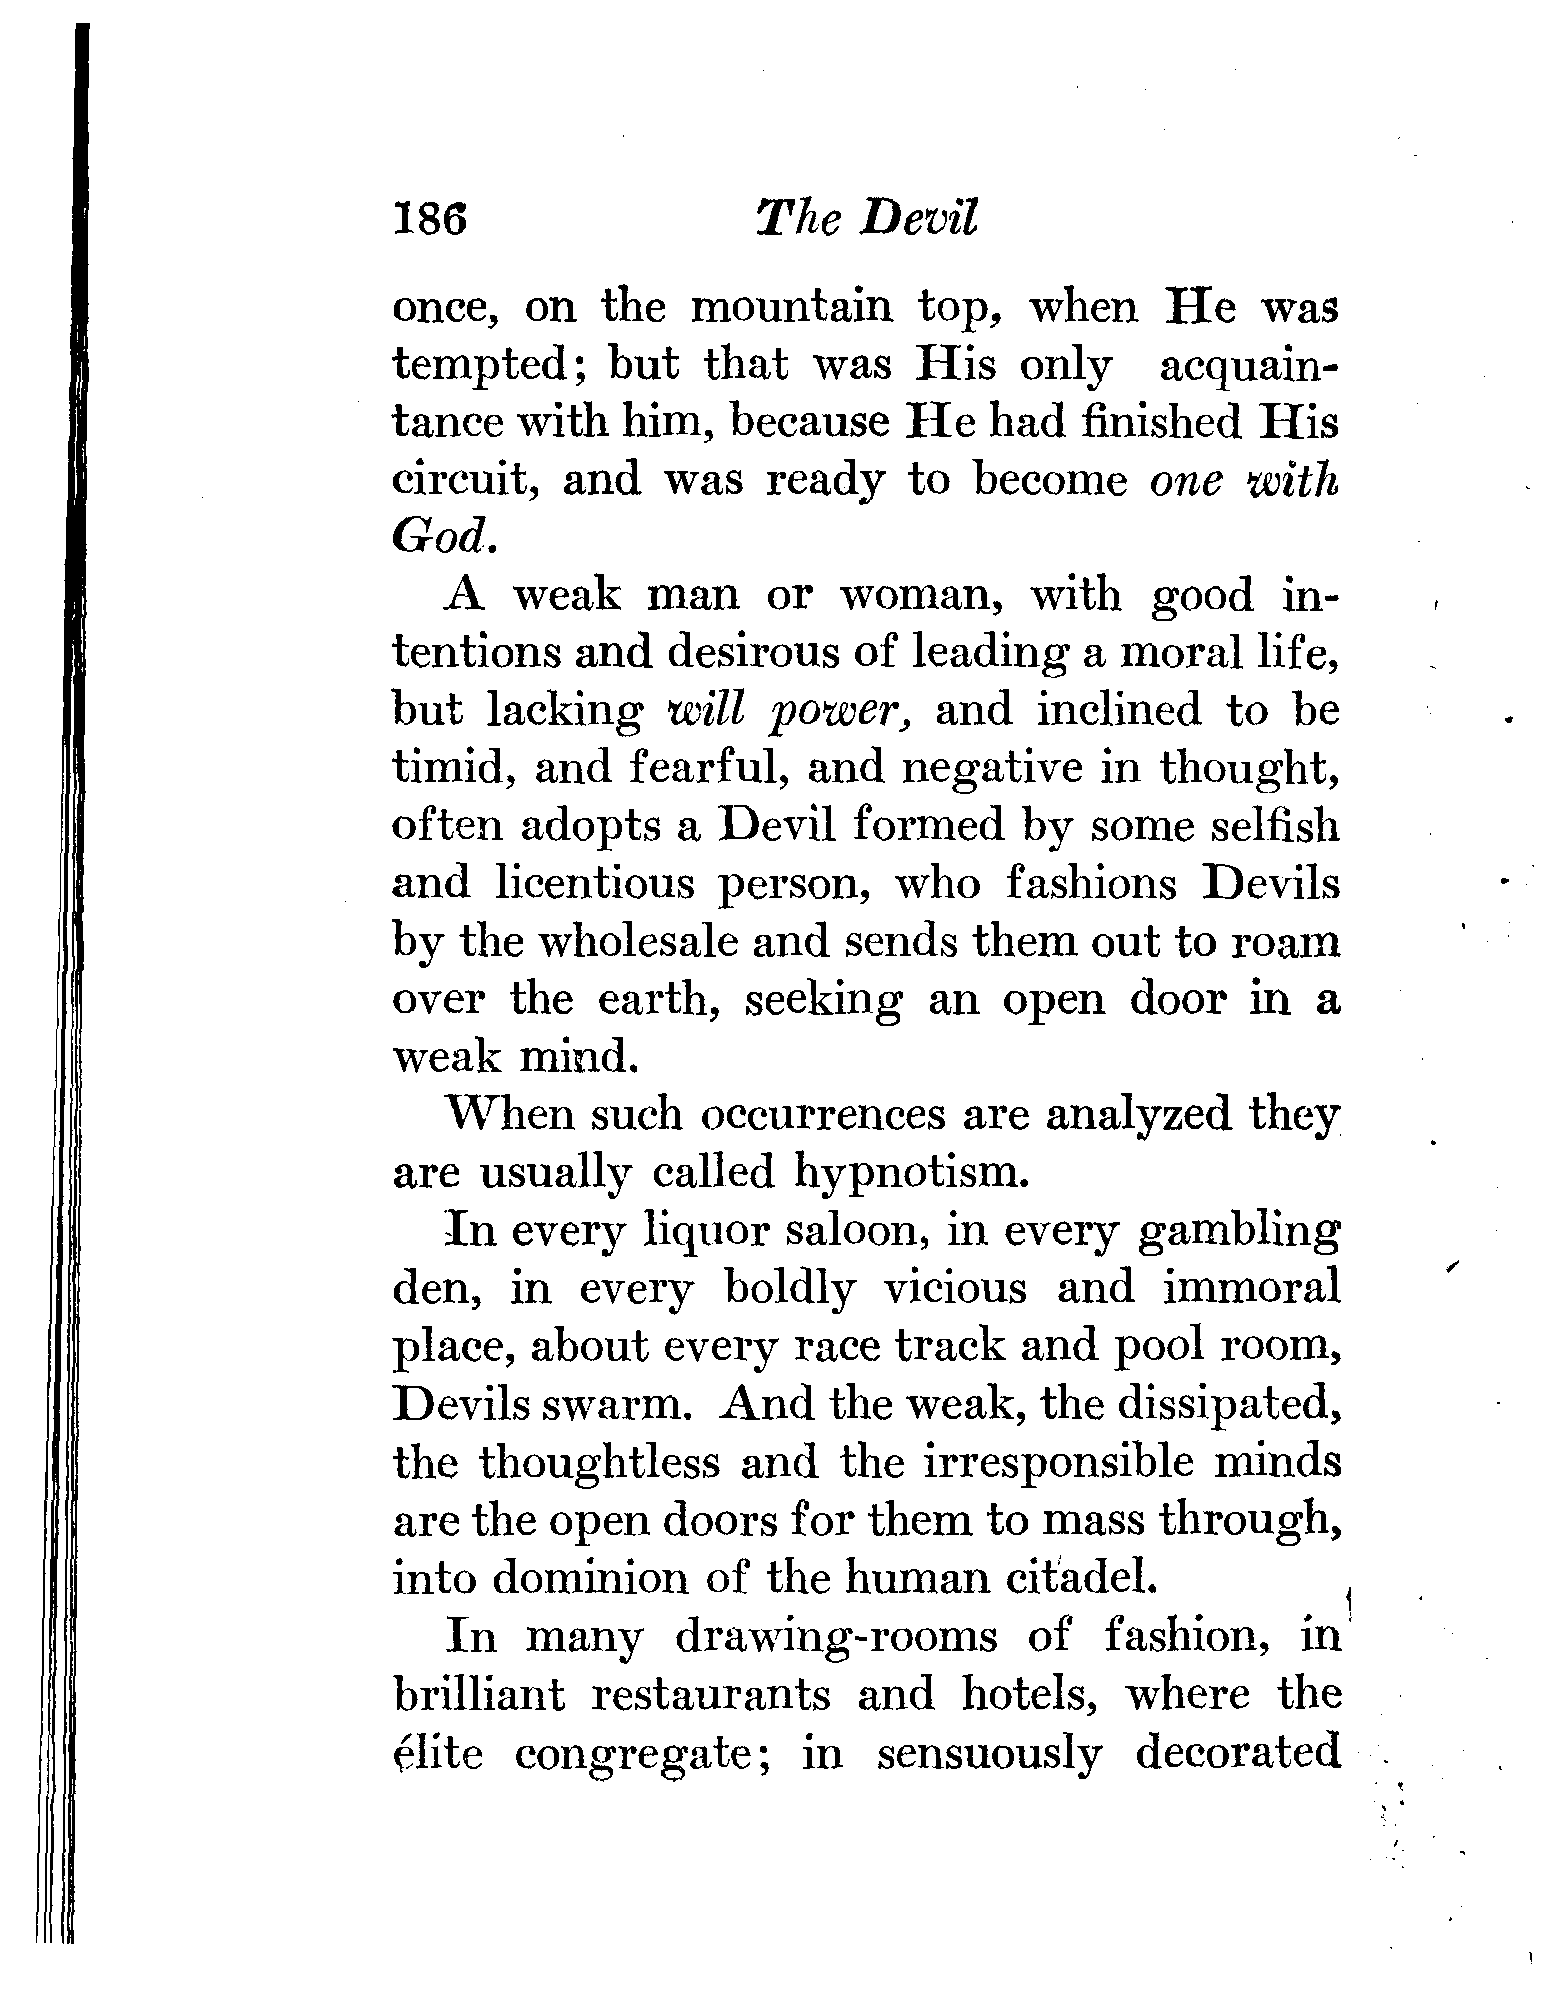 186 The Devil
once, on the mountain top, when He was
tempted; but that was His only acquain-
tance with him, because He had finished His
circuit, and was ready to become one with
God.
A weak man or woman, with good in-
tentions and desirous of leading a moral life,
but lacking will power, and inclined to be
timid, and fearful, and negative in thought,
often adopts a Devil formed by some selfish
and licentious person, who fashions Devils
by the wholesale and sends them out to roam
over the earth, seeking an open door in a
weak mind.
When such occurrences are analyzed they
are usually called hypnotism.
In every liquor saloon, in every gambling
den, in every boldly vicious and immoral
place, about every race track and pool room,
Devils swarm. And the weak, the dissipated,
the thoughtless and the irresponsible minds
are the open doors for them to mass through,
into dominion of the human citadel.
In many drawing-rooms of fashion, in
brilliant restaurants and hotels, where the
élite congregate; in sensuously decorated